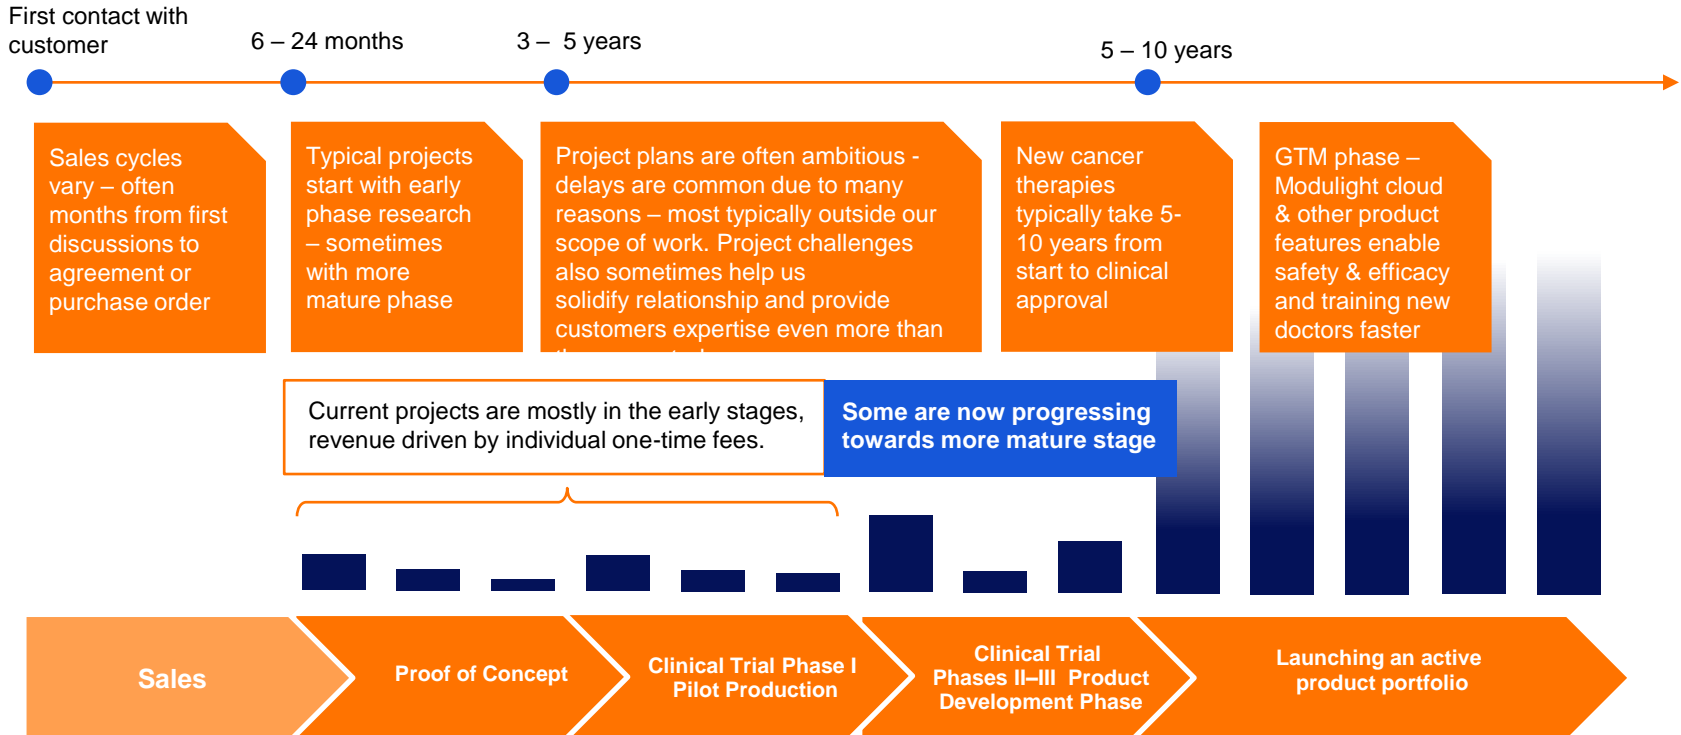 First contact with
customer
6 – 24 months
3 –  5 years
5 – 10 years
Sales cycles
vary – often
months from first
discussions to
agreement or
purchase order
Typical projects
start with early
phase research
– sometimes
with more
mature phase
Project plans are often ambitious -
delays are common due to many
reasons – most typically outside our
scope of work. Project challenges
also sometimes help us
solidify relationship and provide
customers expertise even more than
New cancer
therapies
typically take 5-
10 years from
start to clinical
approval
GTM phase –
Modulight cloud
& other product
features enable
safety & efficacy
and training new
doctors faster
Current projects are mostly in the early stages,
revenue driven by individual one-time fees.
Some are now progressing
towards more mature stage
Sales
Proof of Concept
Clinical Trial Phase I
Pilot Production
Clinical Trial
Phases II–III  Product
Development Phase
Launching an active
product portfolio